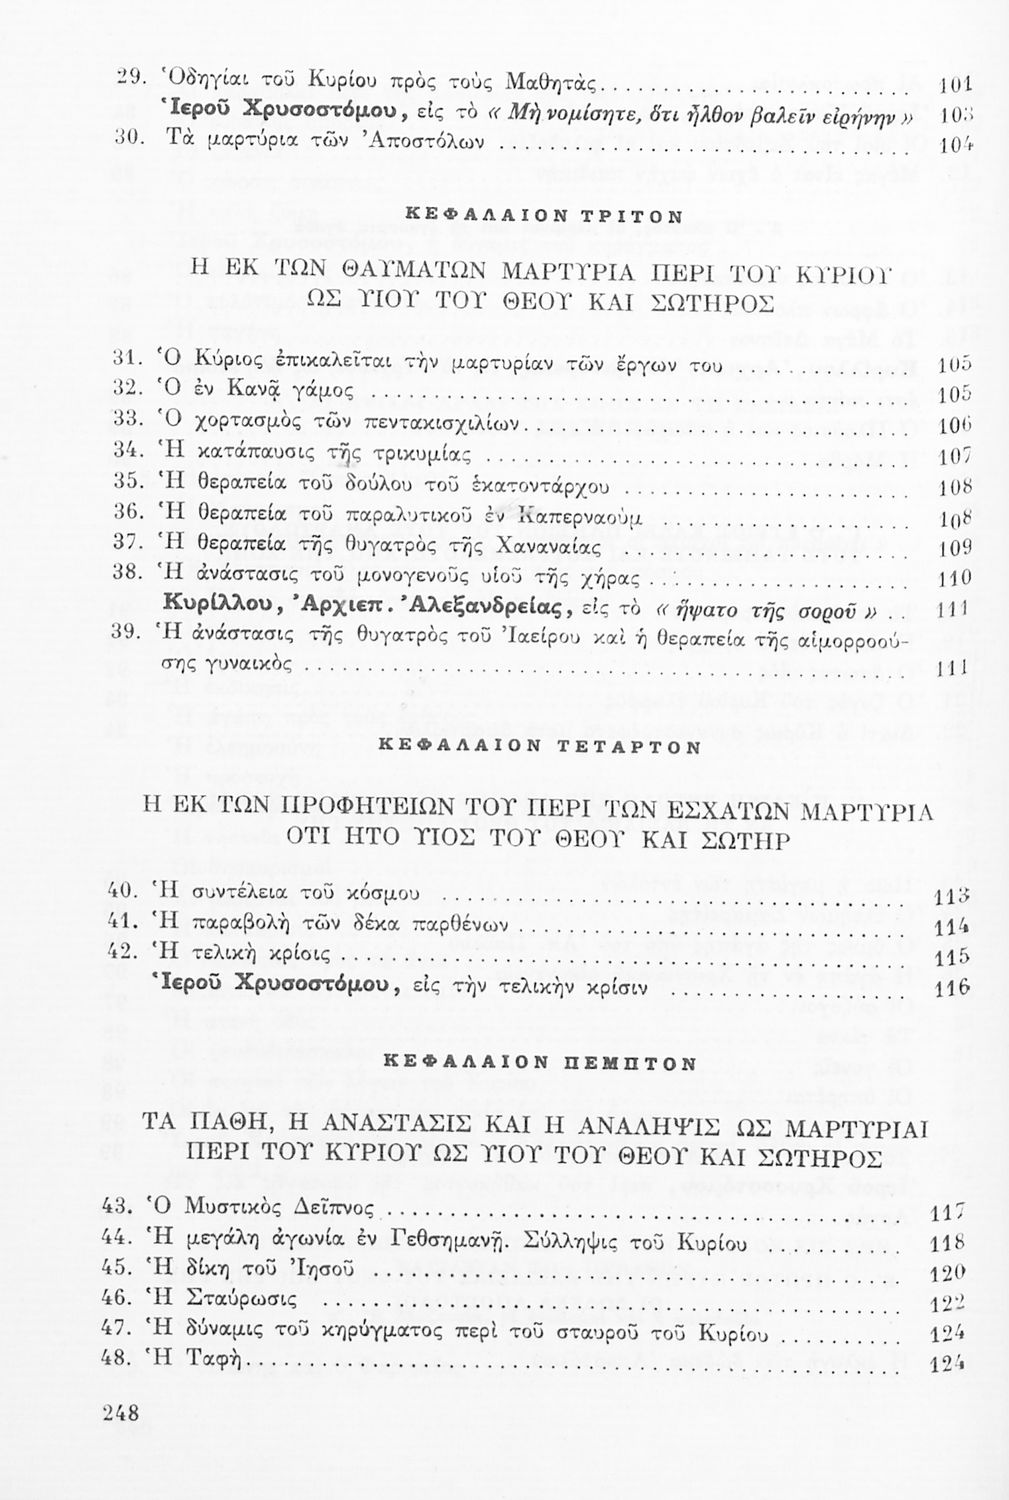 29. Ὁδηγίαι τοῦ Κυρίου πρὸς τοὺς Μαθητὰς 101
Ἱεροῦ Χρυσοστόμου, εἰς τὸ « Μὴ νομίσητε, ὅτι ἦλθον βαλεῖν εἰρήνην » 103
30. Τὰ μαρτύρια τῶν Ἀποστόλων 104
ΚΕΦΑΛΑΙΟΝ ΤΡΙΤΟΝ
Η ΕΚ ΤΩΝ ΘΑΥΜΑΤΩΝ ΜΑΡΤΥΡΙΑ ΠΕΡΙ ΤΟΥ ΚΥΡΙΟΥ
ΩΣ ΥΙΟΥ ΤΟΥ ΘΕΟΥ ΚΑΙ ΣΩΤΗΡΟΣ
31. Ὁ Κύριος ἐπικαλεῖται τὴν μαρτυρίαν τῶν ἔργων του 105
32. Ὁ ἐν Κανᾷ γάμος 105
33. Ὁ χορτασμὸς τῶν πεντακισχιλίων 106
34. Ἡ κατάπαυσις τῆς τρικυμίας 107
35. Ἡ θεραπεία τοῦ δούλου τοῦ ἑκατοντάρχου 108
36. Ἡ θεραπεία τοῦ παραλυτικοῦ ἐν Καπερναοὺμ 108
37. Ἡ θεραπεία τῆς θυγατρὸς τῆς Χαναναίας 109
38. Ἡ ἀνάστασις τοῦ μονογενοῦς υἱοῦ τῆς χήρας 110
Κυρίλλου, Ἀρχιεπ. Ἀλεξανδρείας, εἰς τὸ « ἥψατο τῆς σοροῦ » 111
39. Ἡ ἀνάστασις τῆς θυγατρὸς τοῦ Ἰαείρου καὶ ἡ θεραπεία τῆς αἱμορροού-
σης γυναικὸς 111
ΚΕΦΑΛΑΙΟΝ ΤΕΤΑΡΤΟΝ
Η ΕΚ ΤΩΝ ΠΡΟΦΗΤΕΙΩΝ ΤΟΥ ΠΕΡΙ ΤΩΝ ΕΣΧΑΤΩΝ ΜΑΡΤΥΡΙΑ
ΟΤΙ ΗΤΟ ΥΙΟΣ ΤΟΥ ΘΕΟΥ ΚΑΙ ΣΩΤΗΡ
40. Ἡ συντέλεια τοῦ κόσμου 113
41. Ἡ παραβολὴ τῶν δέκα παρθένων 114
42. Ἡ τελικὴ κρίσις 115
Ἱεροῦ Χρυσοστόμου, εἰς τὴν τελικὴν κρίσιν 116
ΚΕΦΑΛΑΙΟΝ ΠΕΜΠΤΟΝ
ΤΑ ΠΑΘΗ, Η ΑΝΑΣΤΑΣΙΣ ΚΑΙ Η ΑΝΑΛΗΨΙΣ ΩΣ ΜΑΡΤΥΡΙΑΙ
ΠΕΡΙ ΤΟΥ ΚΥΡΙΟΥ ΩΣ ΥΙΟΥ ΤΟΥ ΘΕΟΥ ΚΑΙ ΣΩΤΗΡΟΣ
43. Ὁ Μυστικὸς Δεῖπνος 117
44. Ἡ μεγάλη ἀγωνία ἐν Γεθσημανῇ. Σύλληψις τοῦ Κυρίου 118
45. Ἡ δίκη τοῦ Ἰησοῦ 120
46. Ἡ Σταύρωσις 122
47. Ἡ δύναμις τοῦ κηρύγματος περὶ τοῦ σταυροῦ τοῦ Κυρίου 124
48. Ἡ Ταφὴ 124
248